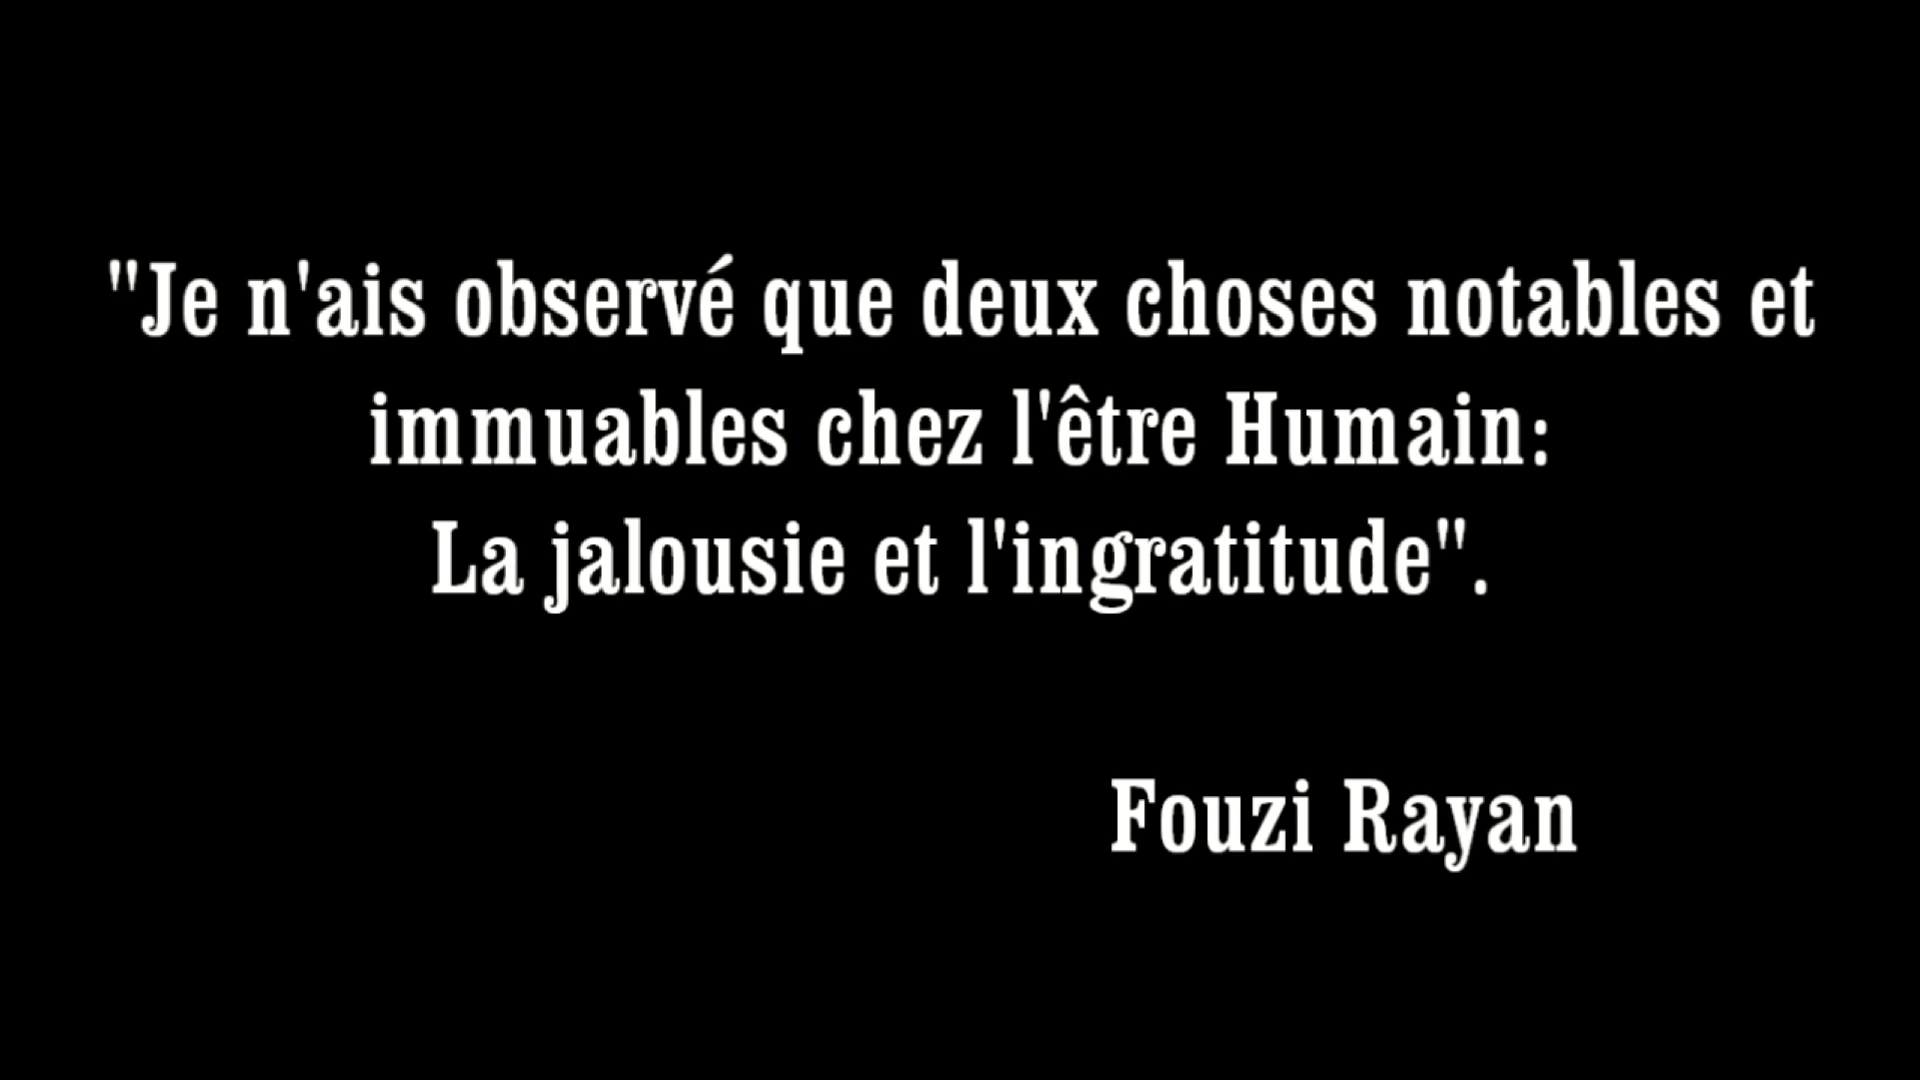 "Je n'ais observé que deux choses notables et
immuables chez l'être Humain:
La jalousie et l'ingratitude".
Fouzi Rayan